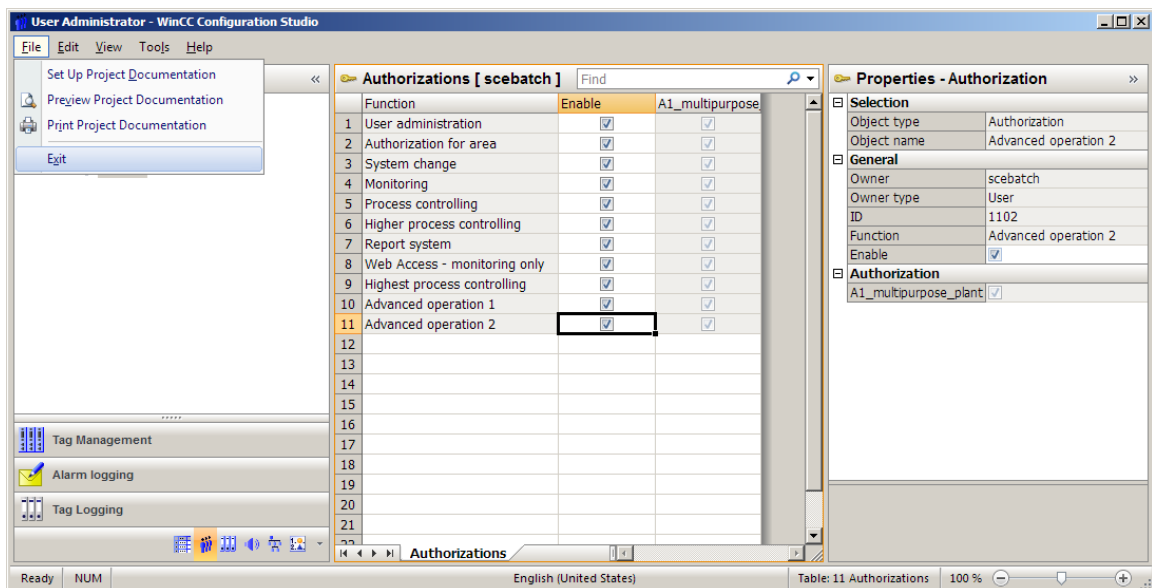 User Administrator - WinCC Configuration Studio
File Edit View Tools Help
Set Up Project Documentation
Preview Project Documentation
Print Project Documentation
Exit
Tag Management
Alarm logging
Tag Logging
Authorizations [ scebatch ] Find
Function Enable A1_multipurpose_
1 User administration
2 Authorization for area
3 System change
4 Monitoring
5 Process controlling
6 Higher process controlling
7 Report system
8 Web Access - monitoring only
9 Highest process controlling
10 Advanced operation 1
11 Advanced operation 2
12
13
14
15
16
17
18
19
20
21
22
Authorizations
Properties - Authorization
Selection
Object type Authorization
Object name Advanced operation 2
General
Owner scebatch
Owner type User
ID 1102
Function Advanced operation 2
Enable
Authorization
A1_multipurpose_plant
Ready NUM English (United States) Table: 11 Authorizations 100 %